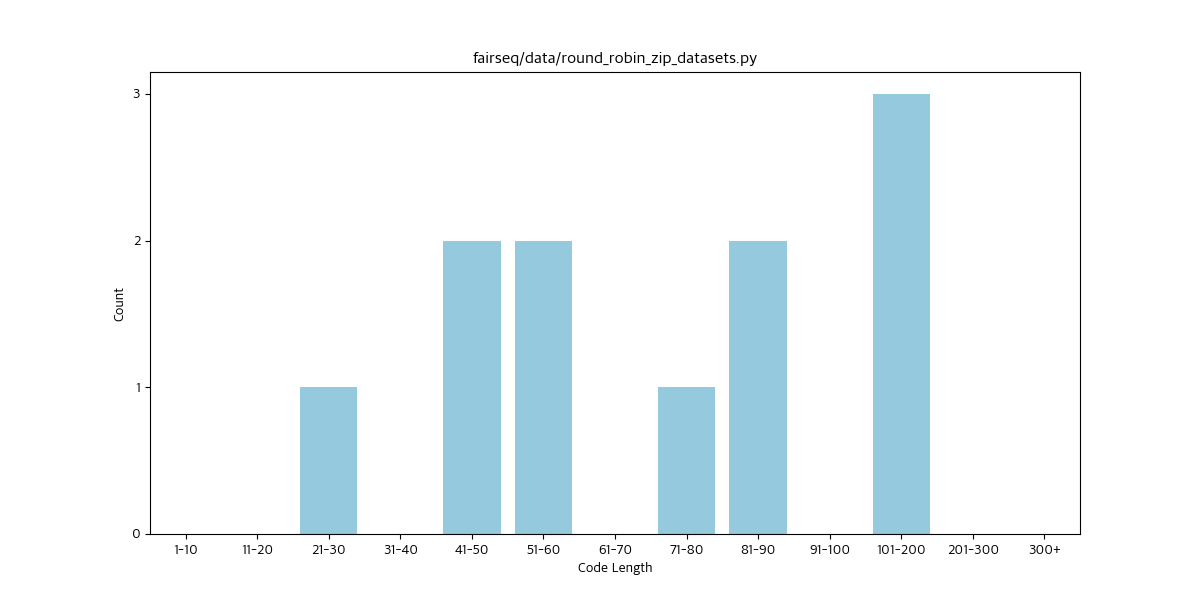 fairseq/data/round_robin_zip_datasets.py
3
2
1
0
Count
1-10 11-20 21-30 31-40 41-50 51-60 61-70 71-80 81-90 91-100 101-200 201-300 300+
Code Length